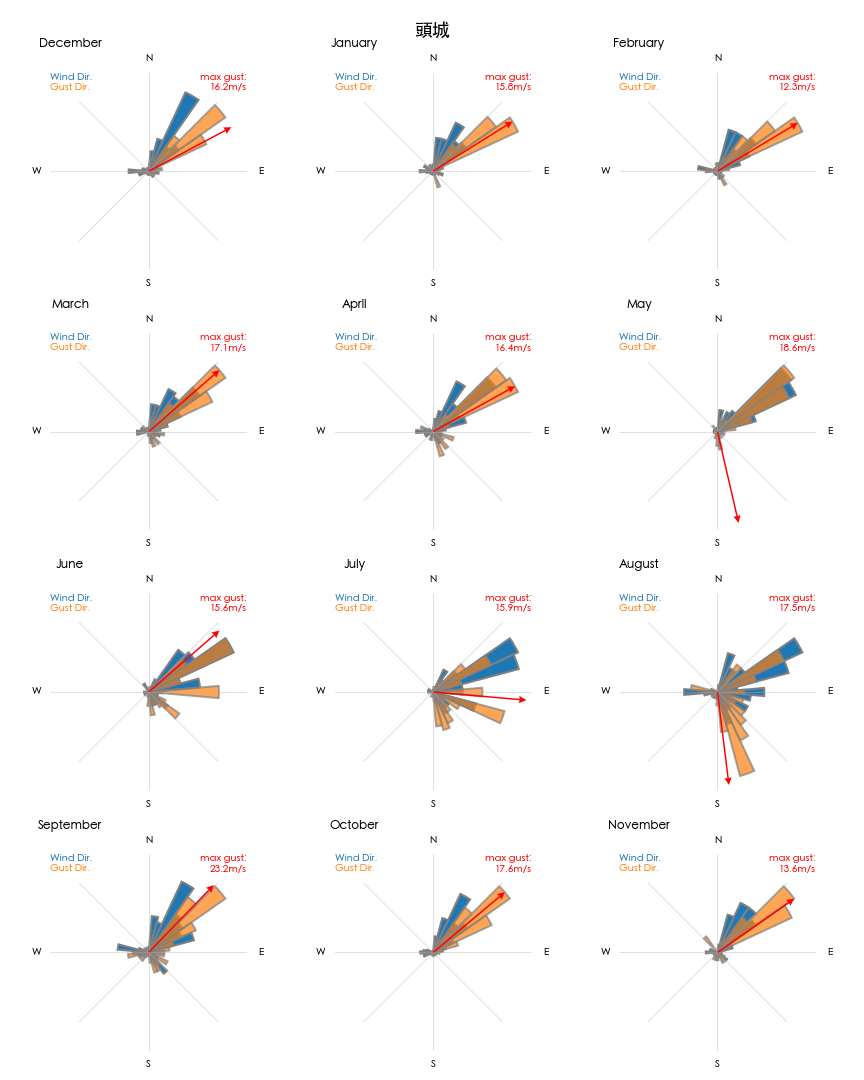 頭城
December
January
February
N
N
N
Wind Dir.
Gust Dir.
max gust:
16.2m/s
Wind Dir.
Gust Dir.
max gust:
15.8m/s
Wind Dir.
Gust Dir.
max gust:
12.3m/s
W
E
W
E
W
E
S
S
S
March
April
May
N
N
N
Wind Dir.
Gust Dir.
max gust:
17.1m/s
Wind Dir.
Gust Dir.
max gust:
16.4m/s
Wind Dir.
Gust Dir.
max gust:
18.6m/s
W
E
W
E
W
E
S
S
S
June
July
August
N
N
N
Wind Dir.
Gust Dir.
max gust:
15.6m/s
Wind Dir.
Gust Dir.
max gust:
15.9m/s
Wind Dir.
Gust Dir.
max gust:
17.5m/s
W
E
W
E
W
E
S
S
S
September
October
November
N
N
N
Wind Dir.
Gust Dir.
max gust:
23.2m/s
Wind Dir.
Gust Dir.
max gust:
17.6m/s
Wind Dir.
Gust Dir.
max gust:
13.6m/s
W
E
W
E
W
E
S
S
S